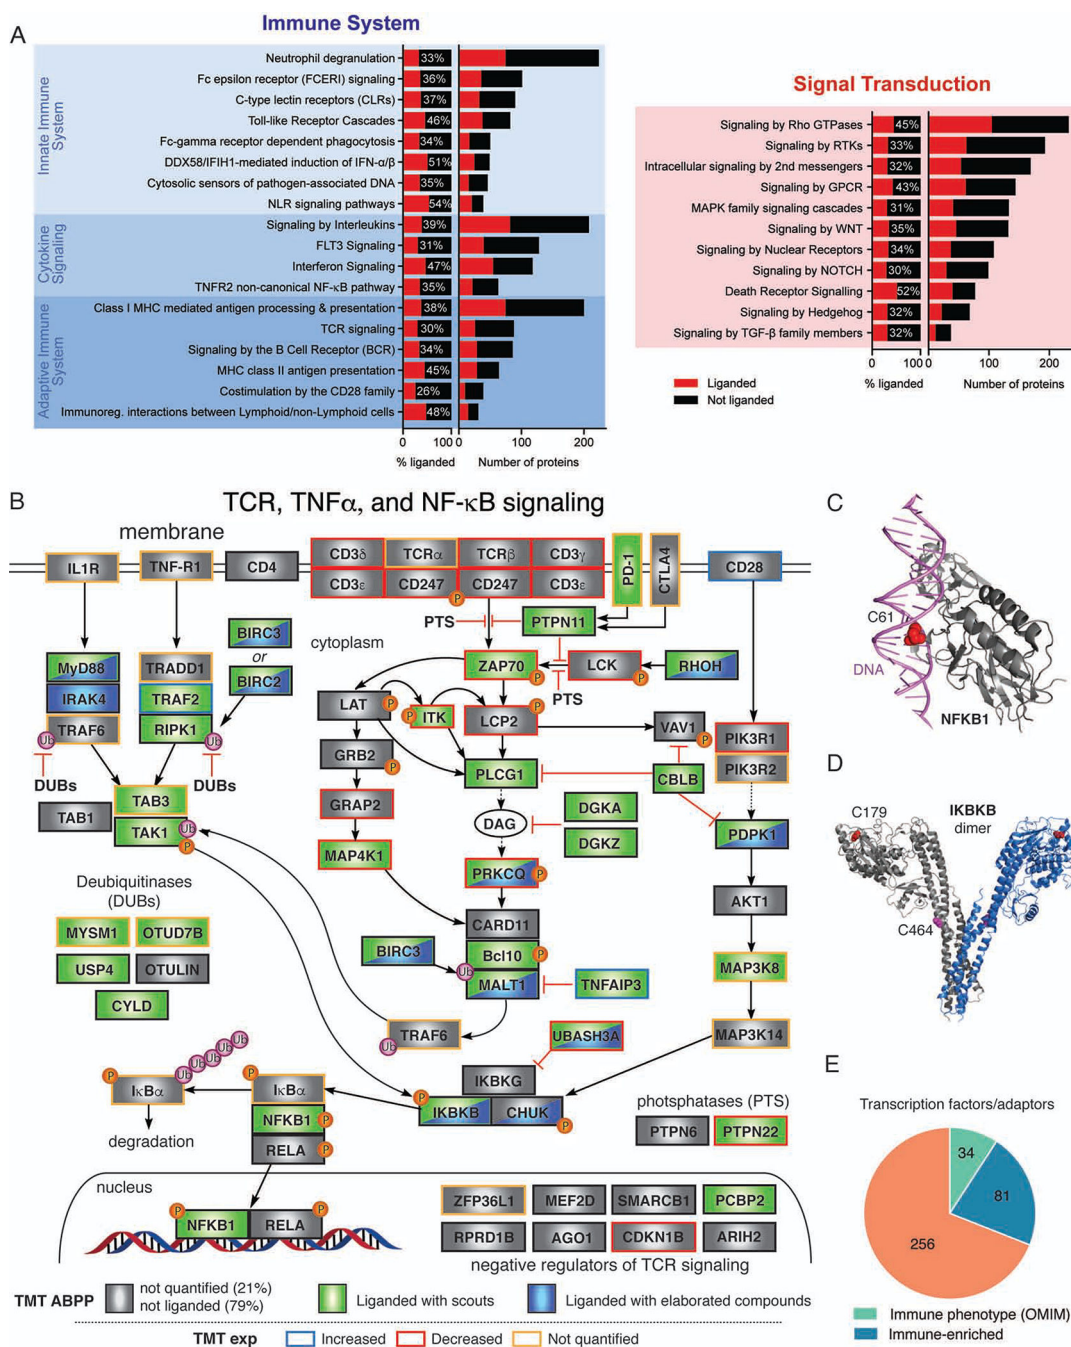 A
Immune System
Innate Immune System
Neutrophil degranulation 33%
Fc epsilon receptor (FCERI) signaling 36%
C-type lectin receptors (CLRs) 37%
Toll-like Receptor Cascades 46%
Fc-gamma receptor dependent phagocytosis 34%
DDX58/IFIH1-mediated induction of IFN-α/β 51%
Cytosolic sensors of pathogen-associated DNA 35%
NLR signaling pathways 54%
Cytokine Signaling
Signaling by Interleukins 39%
FLT3 Signaling 31%
Interferon Signaling 47%
TNFR2 non-canonical NF-κB pathway 35%
Adaptive Immune System
Class I MHC mediated antigen processing & presentation 38%
TCR signaling 30%
Signaling by the B Cell Receptor (BCR) 34%
MHC class II antigen presentation 45%
Costimulation by the CD28 family 26%
Immunoreg. interactions between Lymphoid/non-Lymphoid cells 48%
0 100 0 100 200
% liganded Number of proteins
Signal Transduction
Signaling by Rho GTPases 45%
Signaling by RTKs 33%
Intracellular signaling by 2nd messengers 32%
Signaling by GPCR 43%
MAPK family signaling cascades 31%
Signaling by WNT 35%
Signaling by Nuclear Receptors 34%
Signaling by NOTCH 30%
Death Receptor Signalling 52%
Signaling by Hedgehog 32%
Signaling by TGF-β family members 32%
0 100 0 100 200
% liganded Number of proteins
Liganded
Not liganded
B
TCR, TNFα, and NF-κB signaling
membrane
IL1R
TNF-R1
CD4
CD3δ TCRα TCRβ CD3γ
CD3ε CD247 CD247 CD3ε
P
PD-1
CTLA4
CD28
cytoplasm
PTS
PTPN11
BIRC3
or
BIRC2
MyD88
IRAK4
TRAF6
Ub
DUBs
TRADD1
TRAF2
RIPK1
Ub
DUBs
ZAP70
P
LCK
P
RHOH
PTS
LAT
P
ITK
P
LCP2
P
VAV1
P
PIK3R1
PIK3R2
GRB2
P
PLCG1
CBLB
TAB3
TAB1
TAK1
Ub
P
GRAP2
DAG
DGKA
DGKZ
PDPK1
MAP4K1
PRKCQ
P
AKT1
Deubiquitinases
(DUBs)
MYSM1 OTUD7B
USP4 OTULIN
CYLD
CARD11
BIRC3
Bcl10
P
Ub
MALT1
TNFAIP3
MAP3K8
TRAF6
Ub
UBASH3A
MAP3K14
Ub Ub Ub Ub Ub
P
IκBα
degradation
P
IκBα
NFKB1
P
RELA
P
IKBKG
P
IKBKB
CHUK
P
photsphatases (PTS)
PTPN6 PTPN22
nucleus
P
NFKB1 RELA
P
ZFP36L1 MEF2D SMARCB1 PCBP2
RPRD1B AGO1 CDKN1B ARIH2
negative regulators of TCR signaling
TMT ABPP
not quantified (21%)
not liganded (79%)
Liganded with scouts
Liganded with elaborated compounds
TMT exp
Increased
Decreased
Not quantified
C
C61
DNA
NFKB1
D
C179
IKBKB
dimer
C464
E
Transcription factors/adaptors
34
81
256
Immune phenotype (OMIM)
Immune-enriched